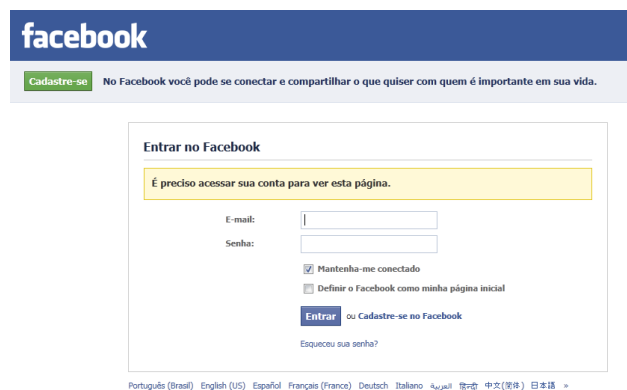 facebook
Cadastre-se No Facebook você pode se conectar e compartilhar o que quiser com quem é importante em sua vida.
Entrar no Facebook
É preciso acessar sua conta para ver esta página.
E-mail:
Senha:
Mantenha-me conectado
Definir o Facebook como minha página inicial
Entrar ou Cadastre-se no Facebook
Esqueceu sua senha?
Português (Brasil) English (US) Español Français (France) Deutsch Italiano العربية हिन्दी 中文(简体) 日本語 »